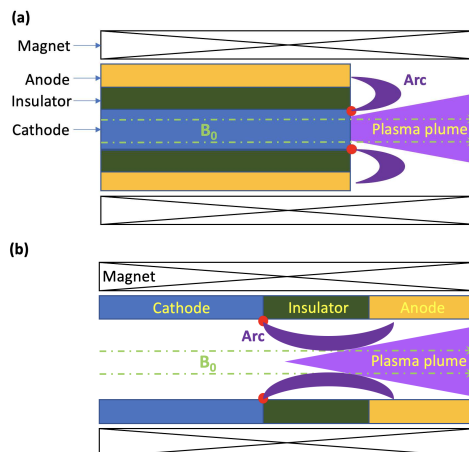 (a)
Magnet
Anode
Arc
Insulator
Cathode
B0
Plasma plume
(b)
Magnet
Cathode
Insulator
Anode
Arc
B0
Plasma plume